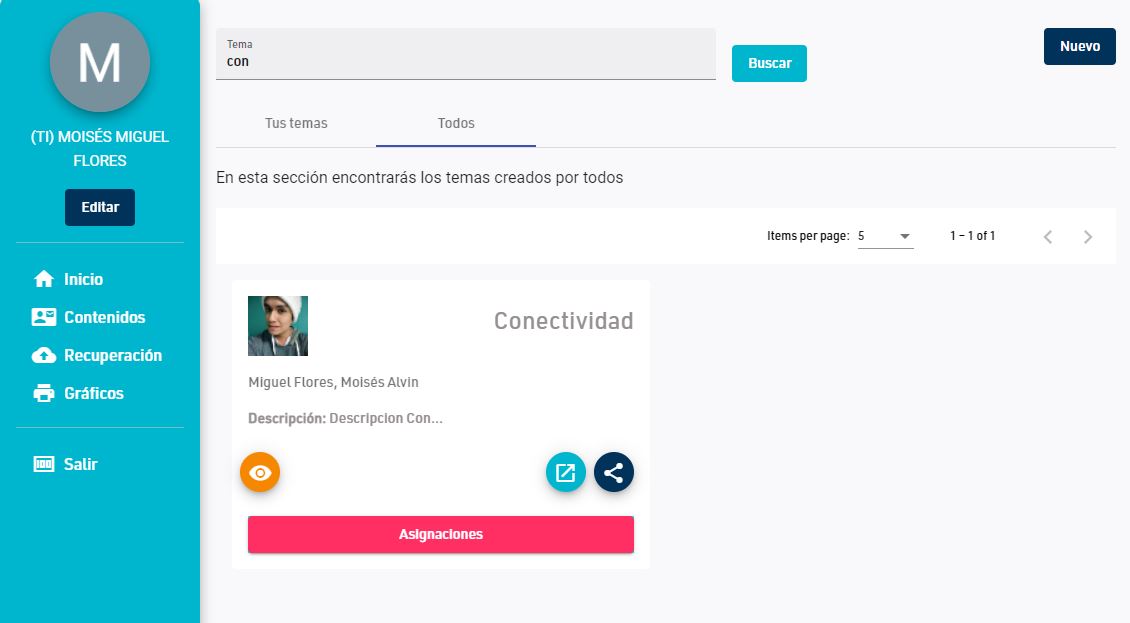 M
(TI) MOISÉS MIGUEL
FLORES
Editar
Inicio
Contenidos
Recuperación
Gráficos
Salir
Tema
con
Buscar
Nuevo
Tus temas
Todos
En esta sección encontrarás los temas creados por todos
Items per page: 5
1 – 1 of 1
Conectividad
Miguel Flores, Moisés Alvin
Descripción: Descripcion Con...
Asignaciones